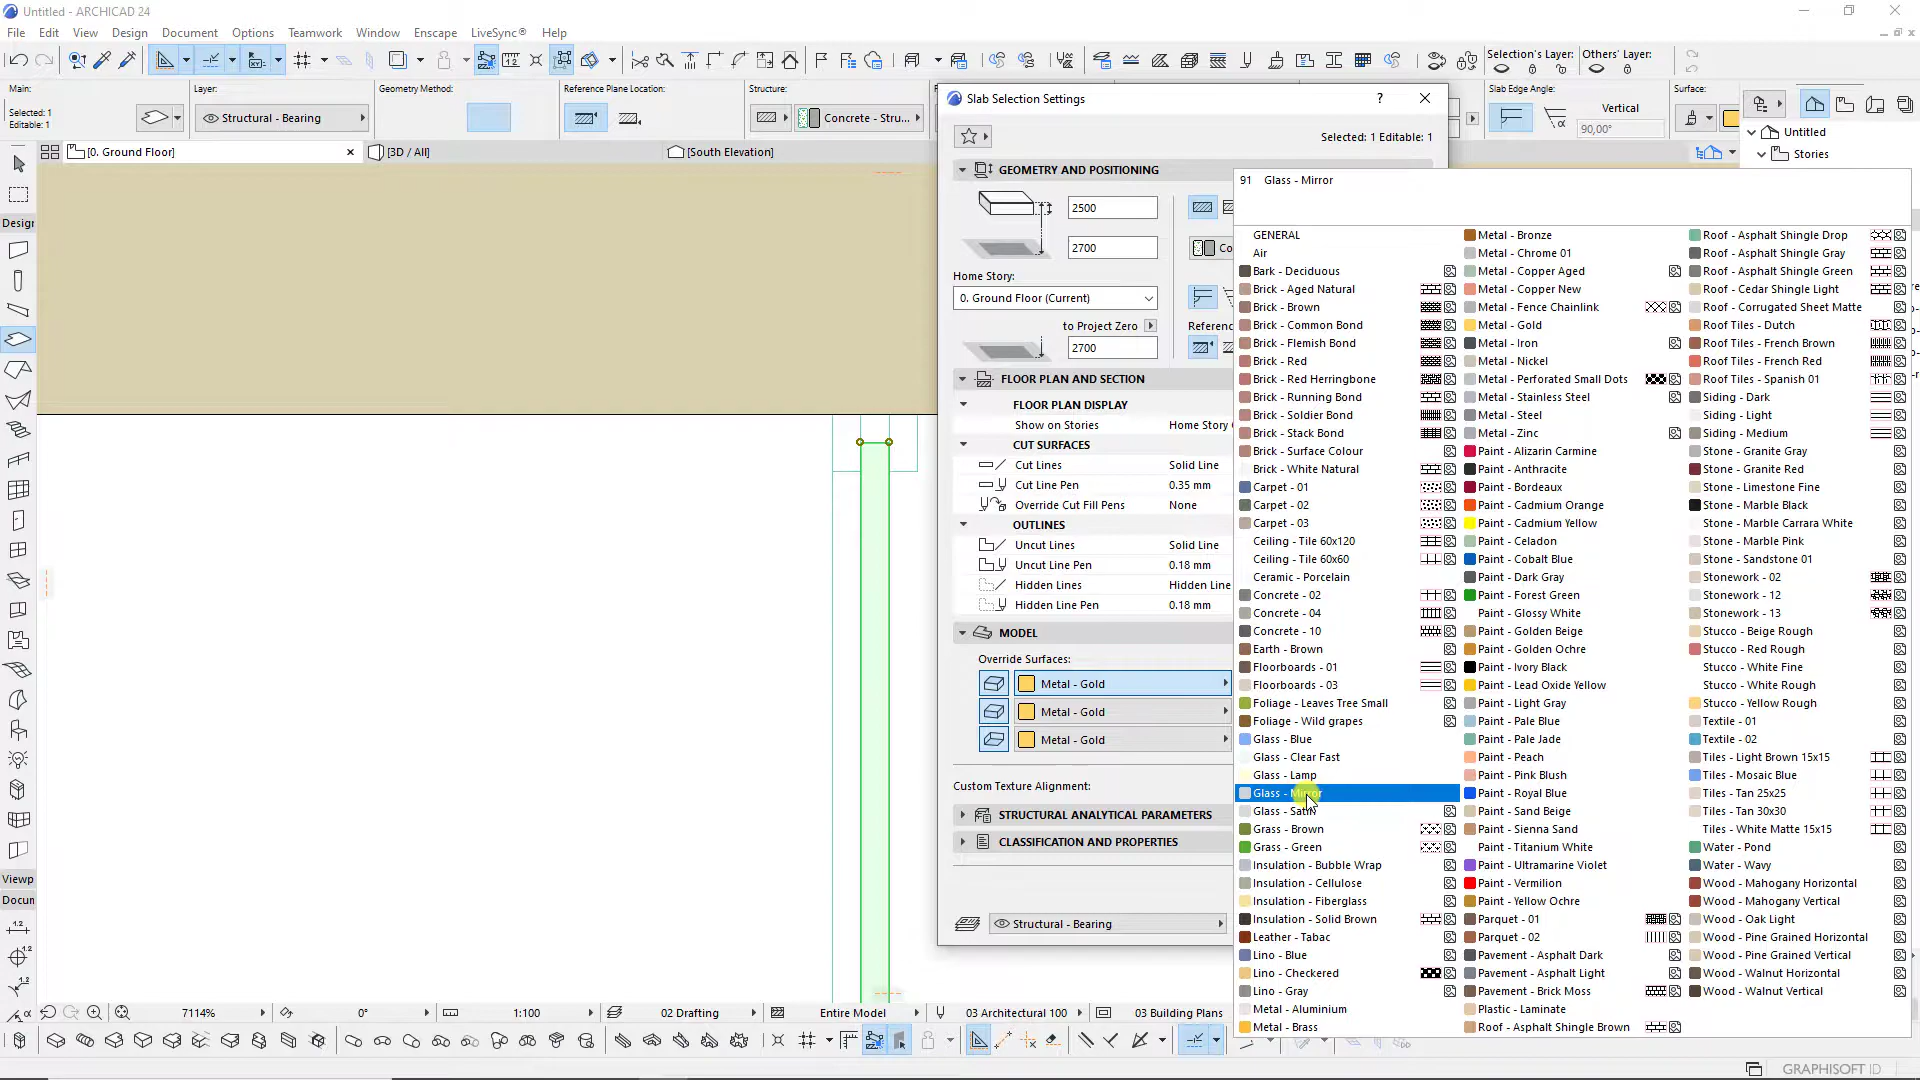 Untitled - ARCHICAD 24
File Edit View Design Document Options Teamwork Window Enscape LiveSync® Help
Selection's Layer: Others' Layer:
Main: Layer: Geometry Method: Reference Plane Location: Structure:
Selected: 1
Editable: 1
Structural - Bearing
Concrete - Stru...
Slab Edge Angle: Surface:
Vertical
90,00°
[0. Ground Floor]
[3D / All]
[South Elevation]
Untitled
Stories
Design
Viewp
Docun
Slab Selection Settings
Selected: 1 Editable: 1
GEOMETRY AND POSITIONING
2500
2700
Co
Home Story:
0. Ground Floor (Current)
to Project Zero
Referenc
2700
FLOOR PLAN AND SECTION
FLOOR PLAN DISPLAY
Show on Stories Home Story
CUT SURFACES
Cut Lines Solid Line
Cut Line Pen 0.35 mm
Override Cut Fill Pens None
OUTLINES
Uncut Lines Solid Line
Uncut Line Pen 0.18 mm
Hidden Lines Hidden Line
Hidden Line Pen 0.18 mm
MODEL
Override Surfaces:
Metal - Gold
Metal - Gold
Metal - Gold
Custom Texture Alignment:
STRUCTURAL ANALYTICAL PARAMETERS
CLASSIFICATION AND PROPERTIES
Structural - Bearing
91 Glass - Mirror
GENERAL
Air
Bark - Deciduous
Brick - Aged Natural
Brick - Brown
Brick - Common Bond
Brick - Flemish Bond
Brick - Red
Brick - Red Herringbone
Brick - Running Bond
Brick - Soldier Bond
Brick - Stack Bond
Brick - Surface Colour
Brick - White Natural
Carpet - 01
Carpet - 02
Carpet - 03
Ceiling - Tile 60x120
Ceiling - Tile 60x60
Ceramic - Porcelain
Concrete - 02
Concrete - 04
Concrete - 10
Earth - Brown
Floorboards - 01
Floorboards - 03
Foliage - Leaves Tree Small
Foliage - Wild grapes
Glass - Blue
Glass - Clear Fast
Glass - Lamp
Glass - Mirror
Glass - Satin
Grass - Brown
Grass - Green
Insulation - Bubble Wrap
Insulation - Cellulose
Insulation - Fiberglass
Insulation - Solid Brown
Leather - Tabac
Lino - Blue
Lino - Checkered
Lino - Gray
Metal - Aluminium
Metal - Brass
Metal - Bronze
Metal - Chrome 01
Metal - Copper Aged
Metal - Copper New
Metal - Fence Chainlink
Metal - Gold
Metal - Iron
Metal - Nickel
Metal - Perforated Small Dots
Metal - Stainless Steel
Metal - Steel
Metal - Zinc
Paint - Alizarin Carmine
Paint - Anthracite
Paint - Bordeaux
Paint - Cadmium Orange
Paint - Cadmium Yellow
Paint - Celadon
Paint - Cobalt Blue
Paint - Dark Gray
Paint - Forest Green
Paint - Glossy White
Paint - Golden Beige
Paint - Golden Ochre
Paint - Ivory Black
Paint - Lead Oxide Yellow
Paint - Light Gray
Paint - Pale Blue
Paint - Pale Jade
Paint - Peach
Paint - Pink Blush
Paint - Royal Blue
Paint - Sand Beige
Paint - Sienna Sand
Paint - Titanium White
Paint - Ultramarine Violet
Paint - Vermilion
Paint - Yellow Ochre
Parquet - 01
Parquet - 02
Pavement - Asphalt Dark
Pavement - Asphalt Light
Pavement - Brick Moss
Plastic - Laminate
Roof - Asphalt Shingle Brown
Roof - Asphalt Shingle Drop
Roof - Asphalt Shingle Gray
Roof - Asphalt Shingle Green
Roof - Cedar Shingle Light
Roof - Corrugated Sheet Matte
Roof Tiles - Dutch
Roof Tiles - French Brown
Roof Tiles - French Red
Roof Tiles - Spanish 01
Siding - Dark
Siding - Light
Siding - Medium
Stone - Granite Gray
Stone - Granite Red
Stone - Limestone Fine
Stone - Marble Black
Stone - Marble Carrara White
Stone - Marble Pink
Stone - Sandstone 01
Stonework - 02
Stonework - 12
Stonework - 13
Stucco - Beige Rough
Stucco - Red Rough
Stucco - White Fine
Stucco - White Rough
Stucco - Yellow Rough
Textile - 01
Textile - 02
Tiles - Light Brown 15x15
Tiles - Mosaic Blue
Tiles - Tan 25x25
Tiles - Tan 30x30
Tiles - White Matte 15x15
Water - Pond
Water - Wavy
Wood - Mahogany Horizontal
Wood - Mahogany Vertical
Wood - Oak Light
Wood - Pine Grained Horizontal
Wood - Pine Grained Vertical
Wood - Walnut Horizontal
Wood - Walnut Vertical
7114% 0° 1:100 02 Drafting Entire Model 03 Architectural 100 03 Building Plans
GRAPHISOFT ID